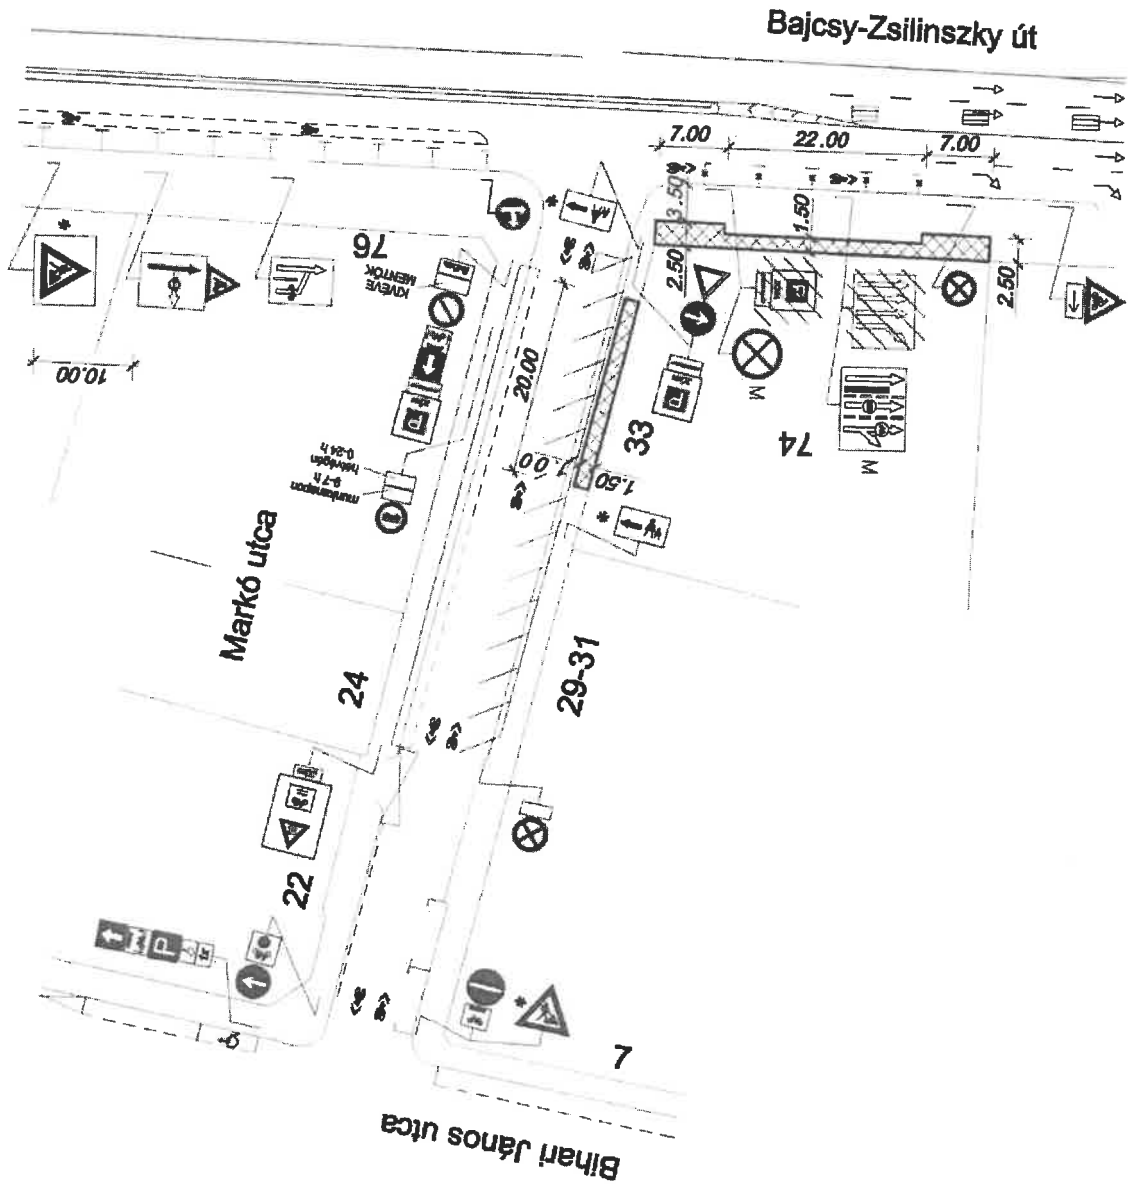 Bajcsy-Zsilinszky út
7.00
22.00
7.00
3.50
1.50
2.50
2.50
*
*
76
KIVÉVE
MENTŐK
10.00
20.00
33
M
74
M
1.50
hétvégén
0-24 h
munkanapon
9-7 h
*
Markó utca
24
29-31
22
P
*
7
Bihari János utca